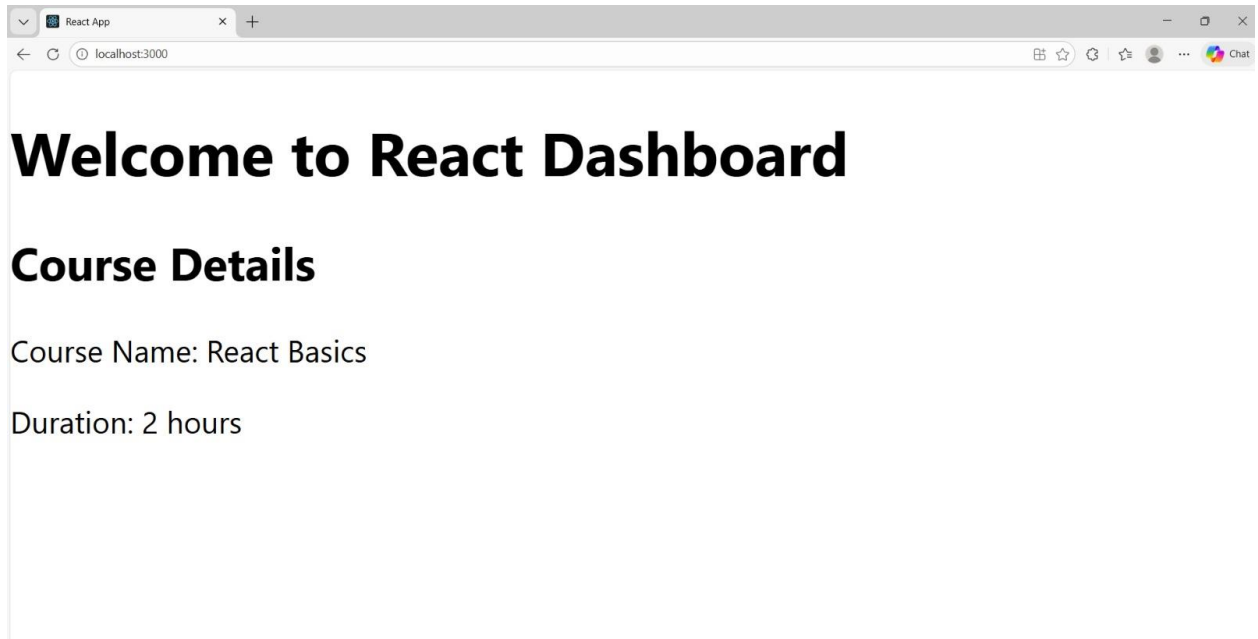 React App
localhost:3000
Chat
Welcome to React Dashboard
Course Details
Course Name: React Basics
Duration: 2 hours